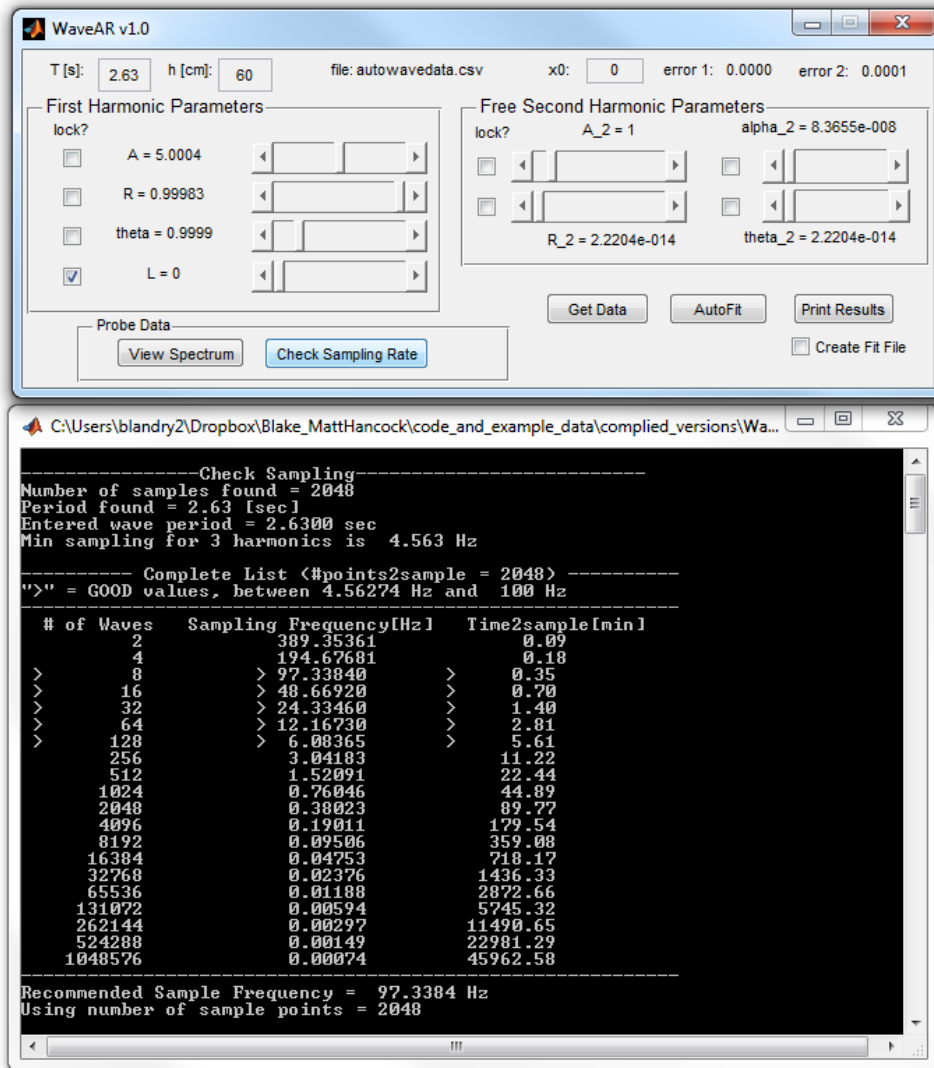 WaveAR v1.0
T [s]: 2.63 h [cm]: 60 file: autowavedata.csv x0: 0 error 1: 0.0000 error 2: 0.0001
First Harmonic Parameters
lock?
A = 5.0004
R = 0.99983
theta = 0.9999
L = 0
Free Second Harmonic Parameters
lock? A_2 = 1 alpha_2 = 8.3655e-008
R_2 = 2.2204e-014 theta_2 = 2.2204e-014
Get Data AutoFit Print Results
Create Fit File
Probe Data
View Spectrum Check Sampling Rate
C:\Users\blandry2\Dropbox\Blake_MattHancock\code_and_example_data\complied_versions\Wa...
----------------Check Sampling--------------------------
Number of samples found = 2048
Period found = 2.63 [sec]
Entered wave period = 2.6300 sec
Min sampling for 3 harmonics is 4.563 Hz
---------- Complete List (#points2sample = 2048) ----------
">" = GOOD values, between 4.56274 Hz and 100 Hz
-----------------------------------------------------------
# of Waves Sampling Frequency[Hz] Time2sample[min]
2 389.35361 0.09
4 194.67681 0.18
> 8 > 97.33840 > 0.35
> 16 > 48.66920 > 0.70
> 32 > 24.33460 > 1.40
> 64 > 12.16730 > 2.81
> 128 > 6.08365 > 5.61
256 3.04183 11.22
512 1.52091 22.44
1024 0.76046 44.89
2048 0.38023 89.77
4096 0.19011 179.54
8192 0.09506 359.08
16384 0.04753 718.17
32768 0.02376 1436.33
65536 0.01188 2872.66
131072 0.00594 5745.32
262144 0.00297 11490.65
524288 0.00149 22981.29
1048576 0.00074 45962.58
-----------------------------------------------------------
Recommended Sample Frequency = 97.3384 Hz
Using number of sample points = 2048